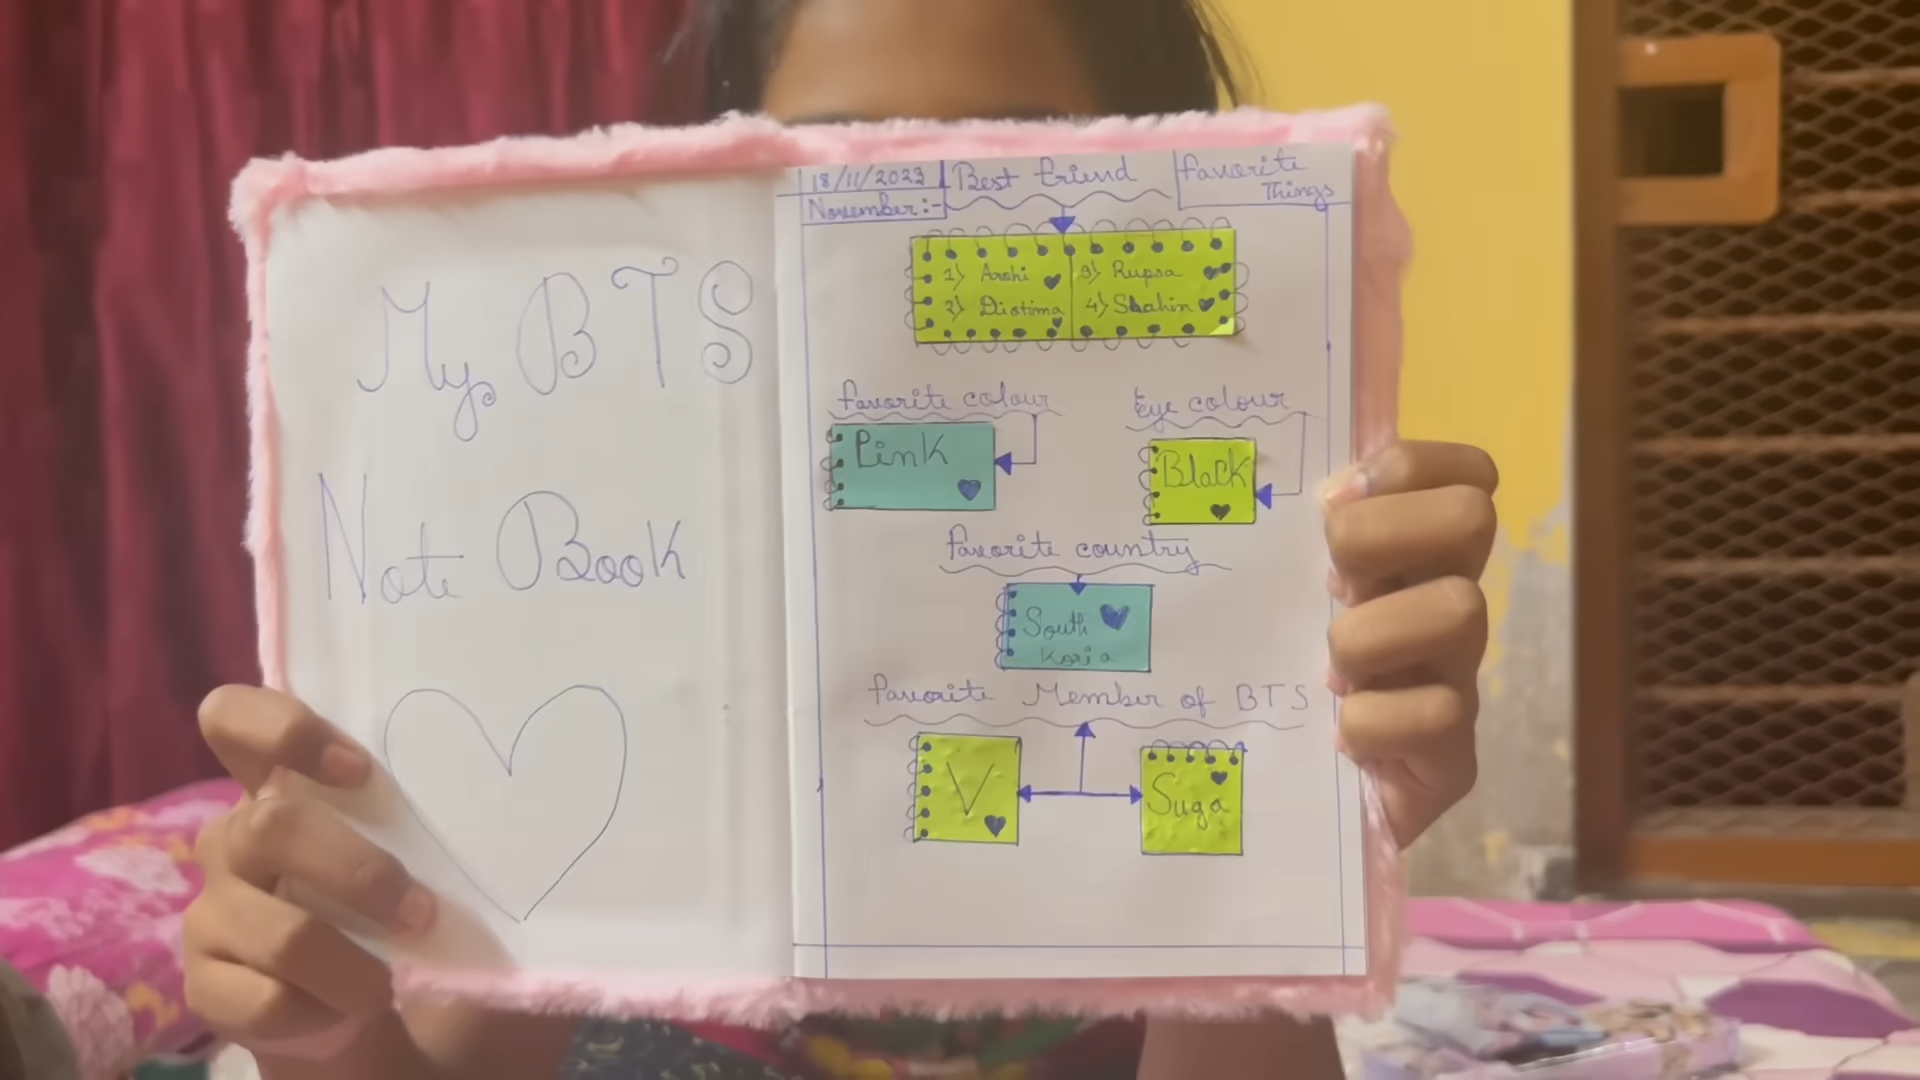 My BTS
Note Book
18/11/2023
November:-
Best friend
favorite
Things
1) Arohi
2) Diotima
3) Rupsa
4) Shahin
favorite colour
Pink
Eye colour
Black
favorite country
South
Koria
favorite Member of BTS
V
Suga